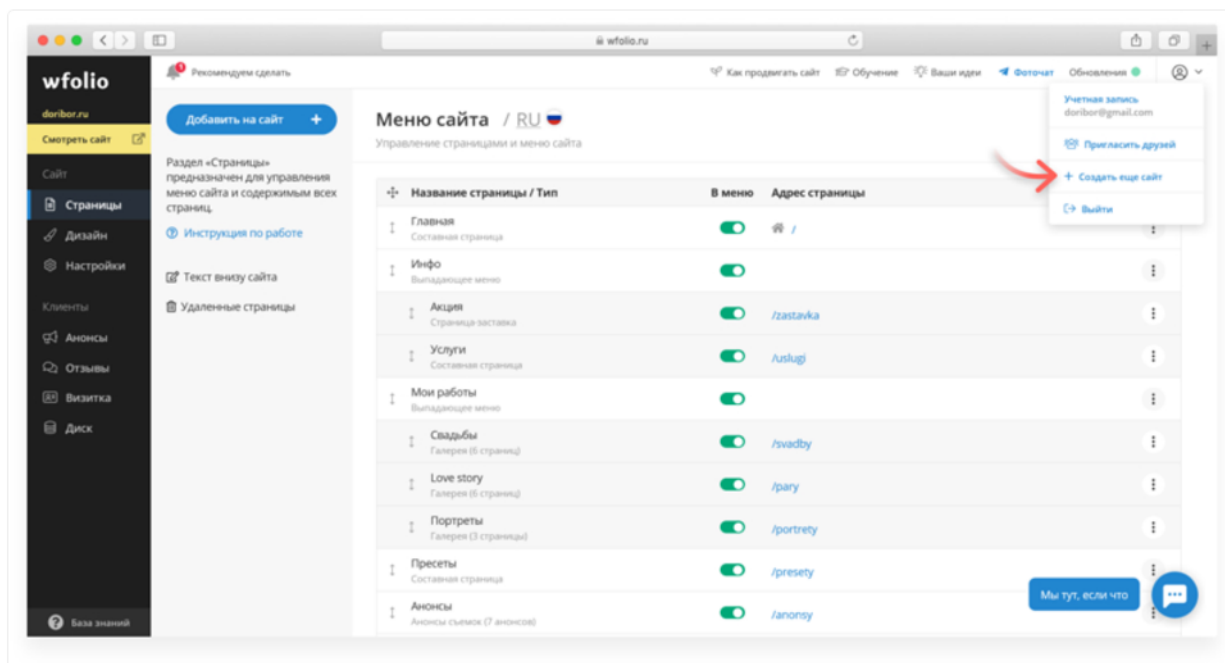 wfolio.ru
wfolio
1
Рекомендуем сделать
Как продвигать сайт
Обучение
Ваши идеи
Фоточат
Обновления
doribor.ru
Смотреть сайт
Сайт
Страницы
Дизайн
Настройки
Клиенты
Анонсы
Отзывы
Визитка
Диск
База знаний
Добавить на сайт +
Раздел «Страницы»
предназначен для управления
меню сайта и содержимым всех
страниц.
Инструкция по работе
Текст внизу сайта
Удаленные страницы
Меню сайта / RU
Управление страницами и меню сайта
Учетная запись
doribor@gmail.com
Пригласить друзей
+ Создать еще сайт
Выйти
Название страницы / Тип В меню Адрес страницы
Главная
Составная страница
/
Инфо
Выпадающее меню
Акция
Страница-заставка
/zastavka
Услуги
Составная страница
/uslugi
Мои работы
Выпадающее меню
Свадьбы
Галерея (6 страниц)
/svadby
Love story
Галерея (6 страниц)
/pary
Портреты
Галерея (3 страницы)
/portrety
Пресеты
Составная страница
/presety
Анонсы
Анонсы съемок (7 анонсов)
/anonsy
Мы тут, если что